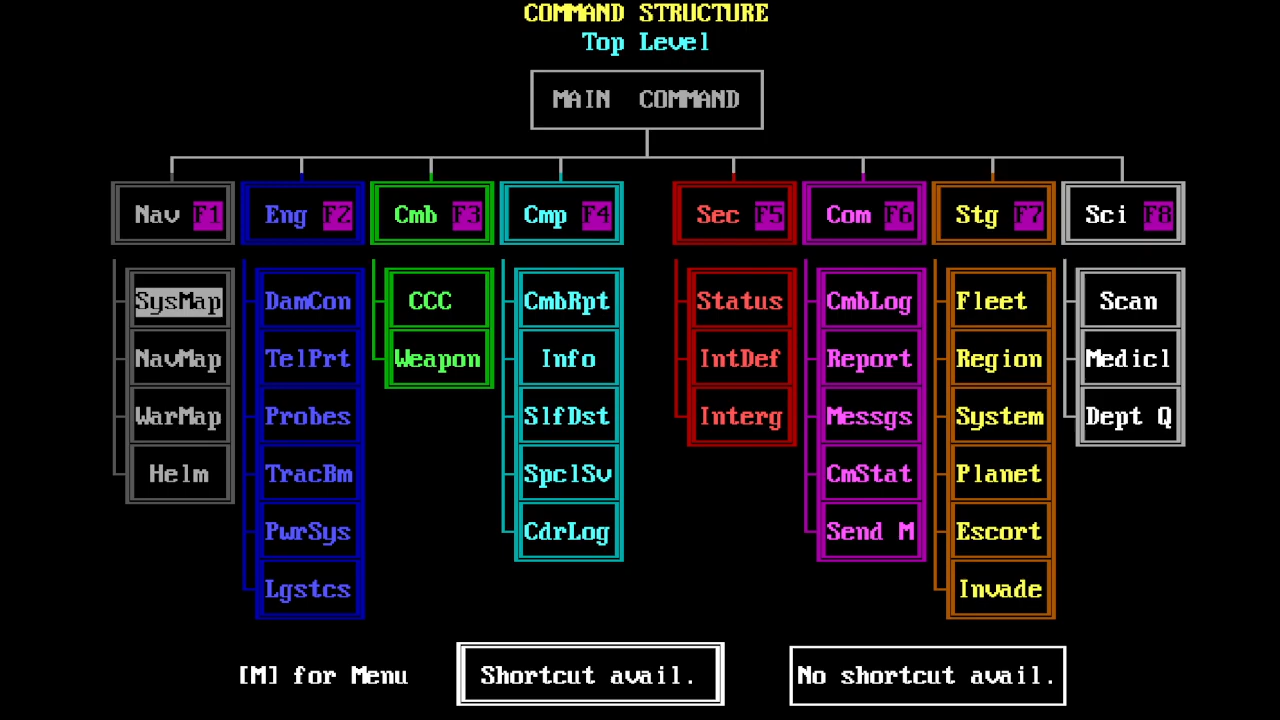 COMMAND STRUCTURE
Top Level
MAIN COMMAND
Nav F1 Eng F2 Cmb F3 Cmp F4 Sec F5 Com F6 Stg F7 Sci F8
SysMap DamCon CCC CmbRpt Status CmbLog Fleet Scan
NavMap TelPrt Weapon Info IntDef Report Region Medicl
WarMap Probes SlfDst Interg Messgs System Dept Q
Helm TracBm SpclSv CmStat Planet
PwrSys CdrLog Send M Escort
Lgstcs Invade
[M] for Menu Shortcut avail. No shortcut avail.